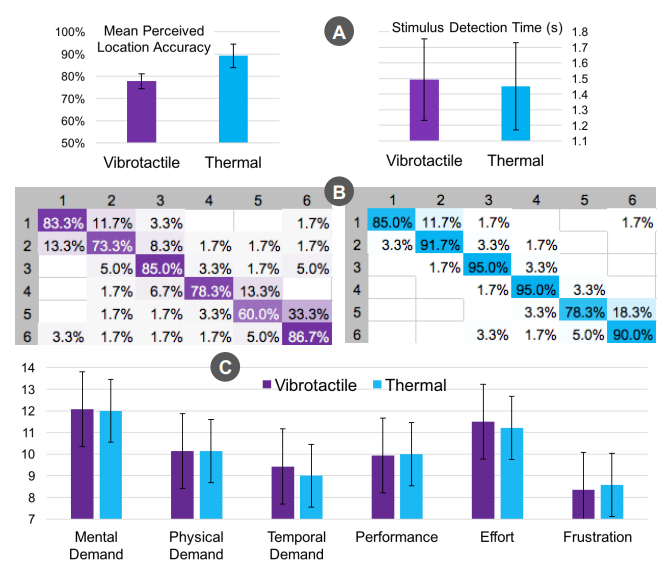 100%
90%
80%
70%
60%
50%
Mean Perceived
Location Accuracy
Vibrotactile Thermal
A
Stimulus Detection Time (s)
1.8
1.7
1.6
1.5
1.4
1.3
1.2
1.1
Vibrotactile Thermal
B
1 2 3 4 5 6
1 83.3% 11.7% 3.3% 1.7%
2 13.3% 73.3% 8.3% 1.7% 1.7% 1.7%
3 5.0% 85.0% 3.3% 1.7% 5.0%
4 1.7% 6.7% 78.3% 13.3%
5 1.7% 1.7% 3.3% 60.0% 33.3%
6 3.3% 1.7% 1.7% 1.7% 5.0% 86.7%
1 2 3 4 5 6
1 85.0% 11.7% 1.7% 1.7%
2 3.3% 91.7% 3.3% 1.7%
3 1.7% 95.0% 3.3%
4 1.7% 95.0% 3.3%
5 3.3% 78.3% 18.3%
6 3.3% 1.7% 5.0% 90.0%
C
Vibrotactile Thermal
14
13
12
11
10
9
8
7
Mental
Demand
Physical
Demand
Temporal
Demand
Performance
Effort
Frustration